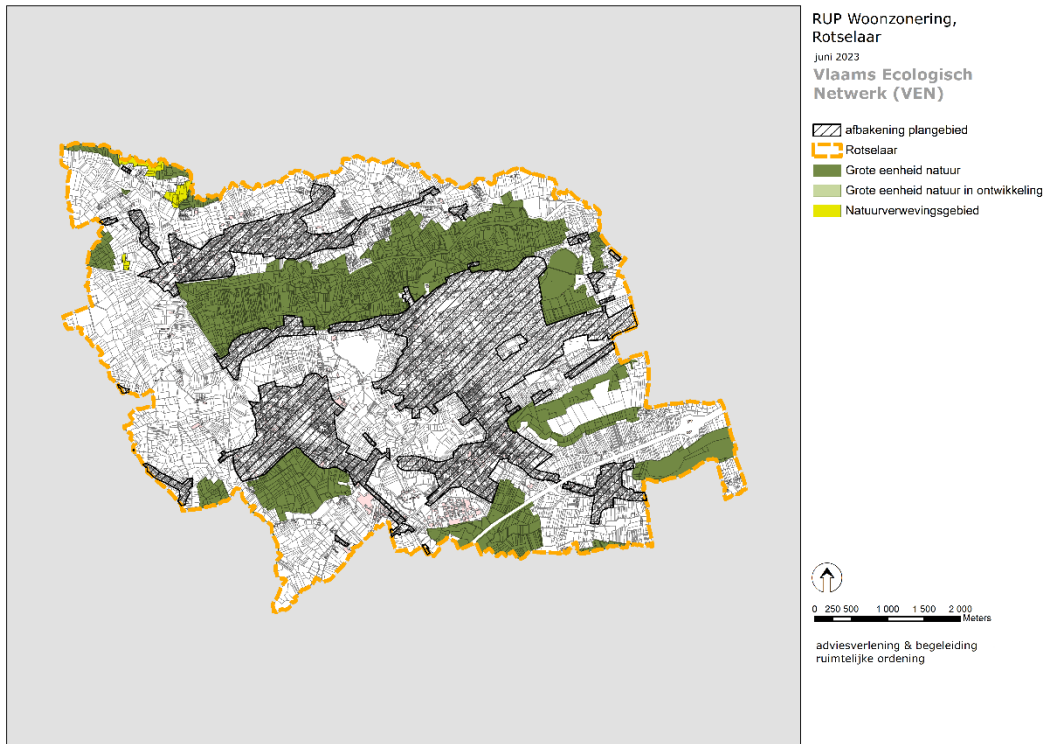 RUP Woonzonering,
Rotselaar
juni 2023
Vlaams Ecologisch
Netwerk (VEN)
afbakening plangebied
Rotselaar
Grote eenheid natuur
Grote eenheid natuur in ontwikkeling
Natuurverwevingsgebied
0 250 500 1 000 1 500 2 000
Meters
adviesverlening & begeleiding
ruimtelijke ordening